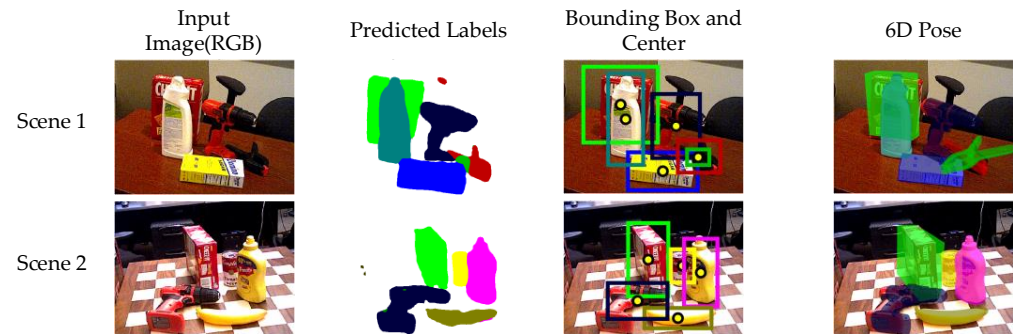 Input
Image(RGB)
Predicted Labels
Bounding Box and
Center
6D Pose
Scene 1
Scene 2